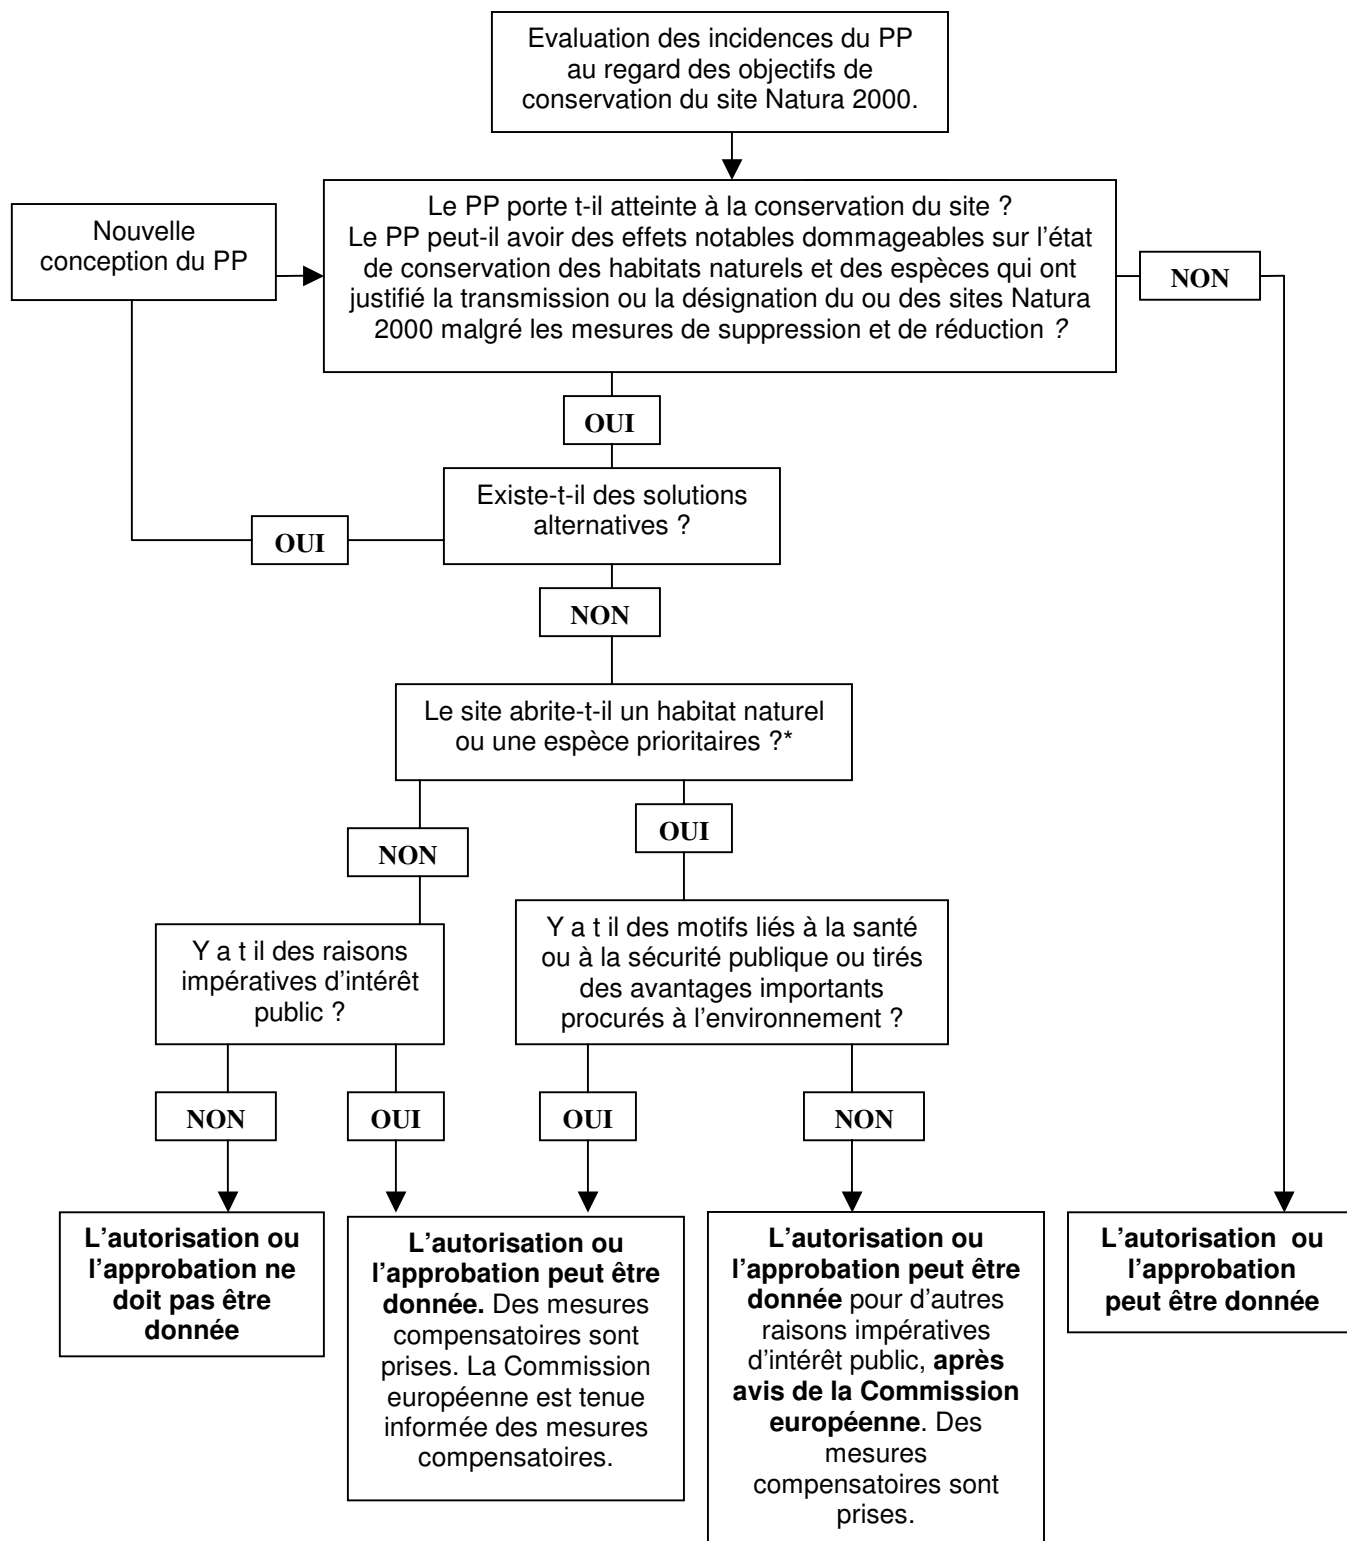 Evaluation des incidences du PP
au regard des objectifs de
conservation du site Natura 2000.
Nouvelle
conception du PP
Le PP porte t-il atteinte à la conservation du site ?
Le PP peut-il avoir des effets notables dommageables sur l’état
de conservation des habitats naturels et des espèces qui ont
justifié la transmission ou la désignation du ou des sites Natura
2000 malgré les mesures de suppression et de réduction ?
NON
OUI
Existe-t-il des solutions
alternatives ?
OUI
NON
Le site abrite-t-il un habitat naturel
ou une espèce prioritaires ?*
NON
OUI
Y a t il des raisons
impératives d’intérêt
public ?
Y a t il des motifs liés à la santé
ou à la sécurité publique ou tirés
des avantages importants
procurés à l’environnement ?
NON
OUI
OUI
NON
L’autorisation ou
l’approbation ne
doit pas être
donnée
L’autorisation ou
l’approbation peut être
donnée. Des mesures
compensatoires sont
prises. La Commission
européenne est tenue
informée des mesures
compensatoires.
L’autorisation ou
l’approbation peut être
donnée pour d’autres
raisons impératives
d’intérêt public, après
avis de la Commission
européenne. Des
mesures
compensatoires sont
prises.
L’autorisation ou
l’approbation
peut être donnée